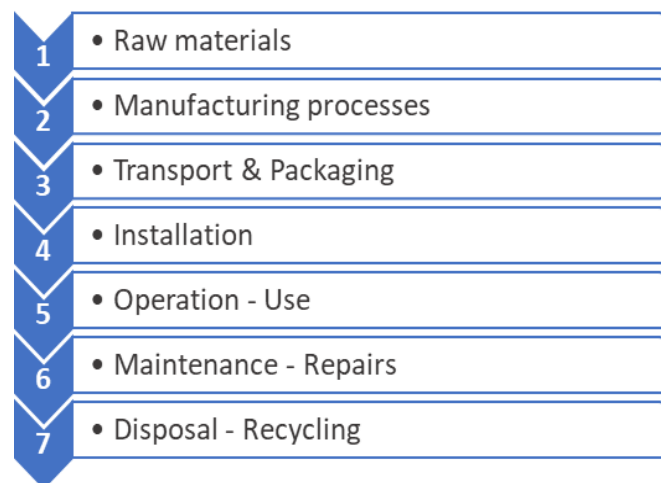 1 • Raw materials
2 • Manufacturing processes
3 • Transport & Packaging
4 • Installation
5 • Operation - Use
6 • Maintenance - Repairs
7 • Disposal - Recycling